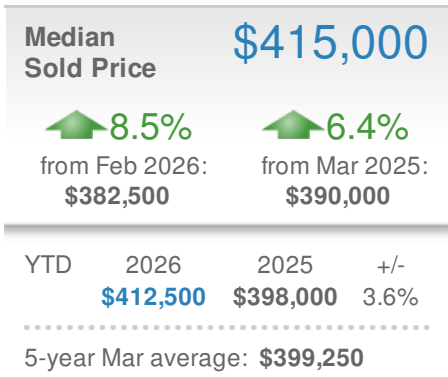 Median
Sold Price
$415,000
8.5%
from Feb 2026:
$382,500
6.4%
from Mar 2025:
$390,000
YTD 2026 2025 +/-
$412,500 $398,000 3.6%
5-year Mar average: $399,250